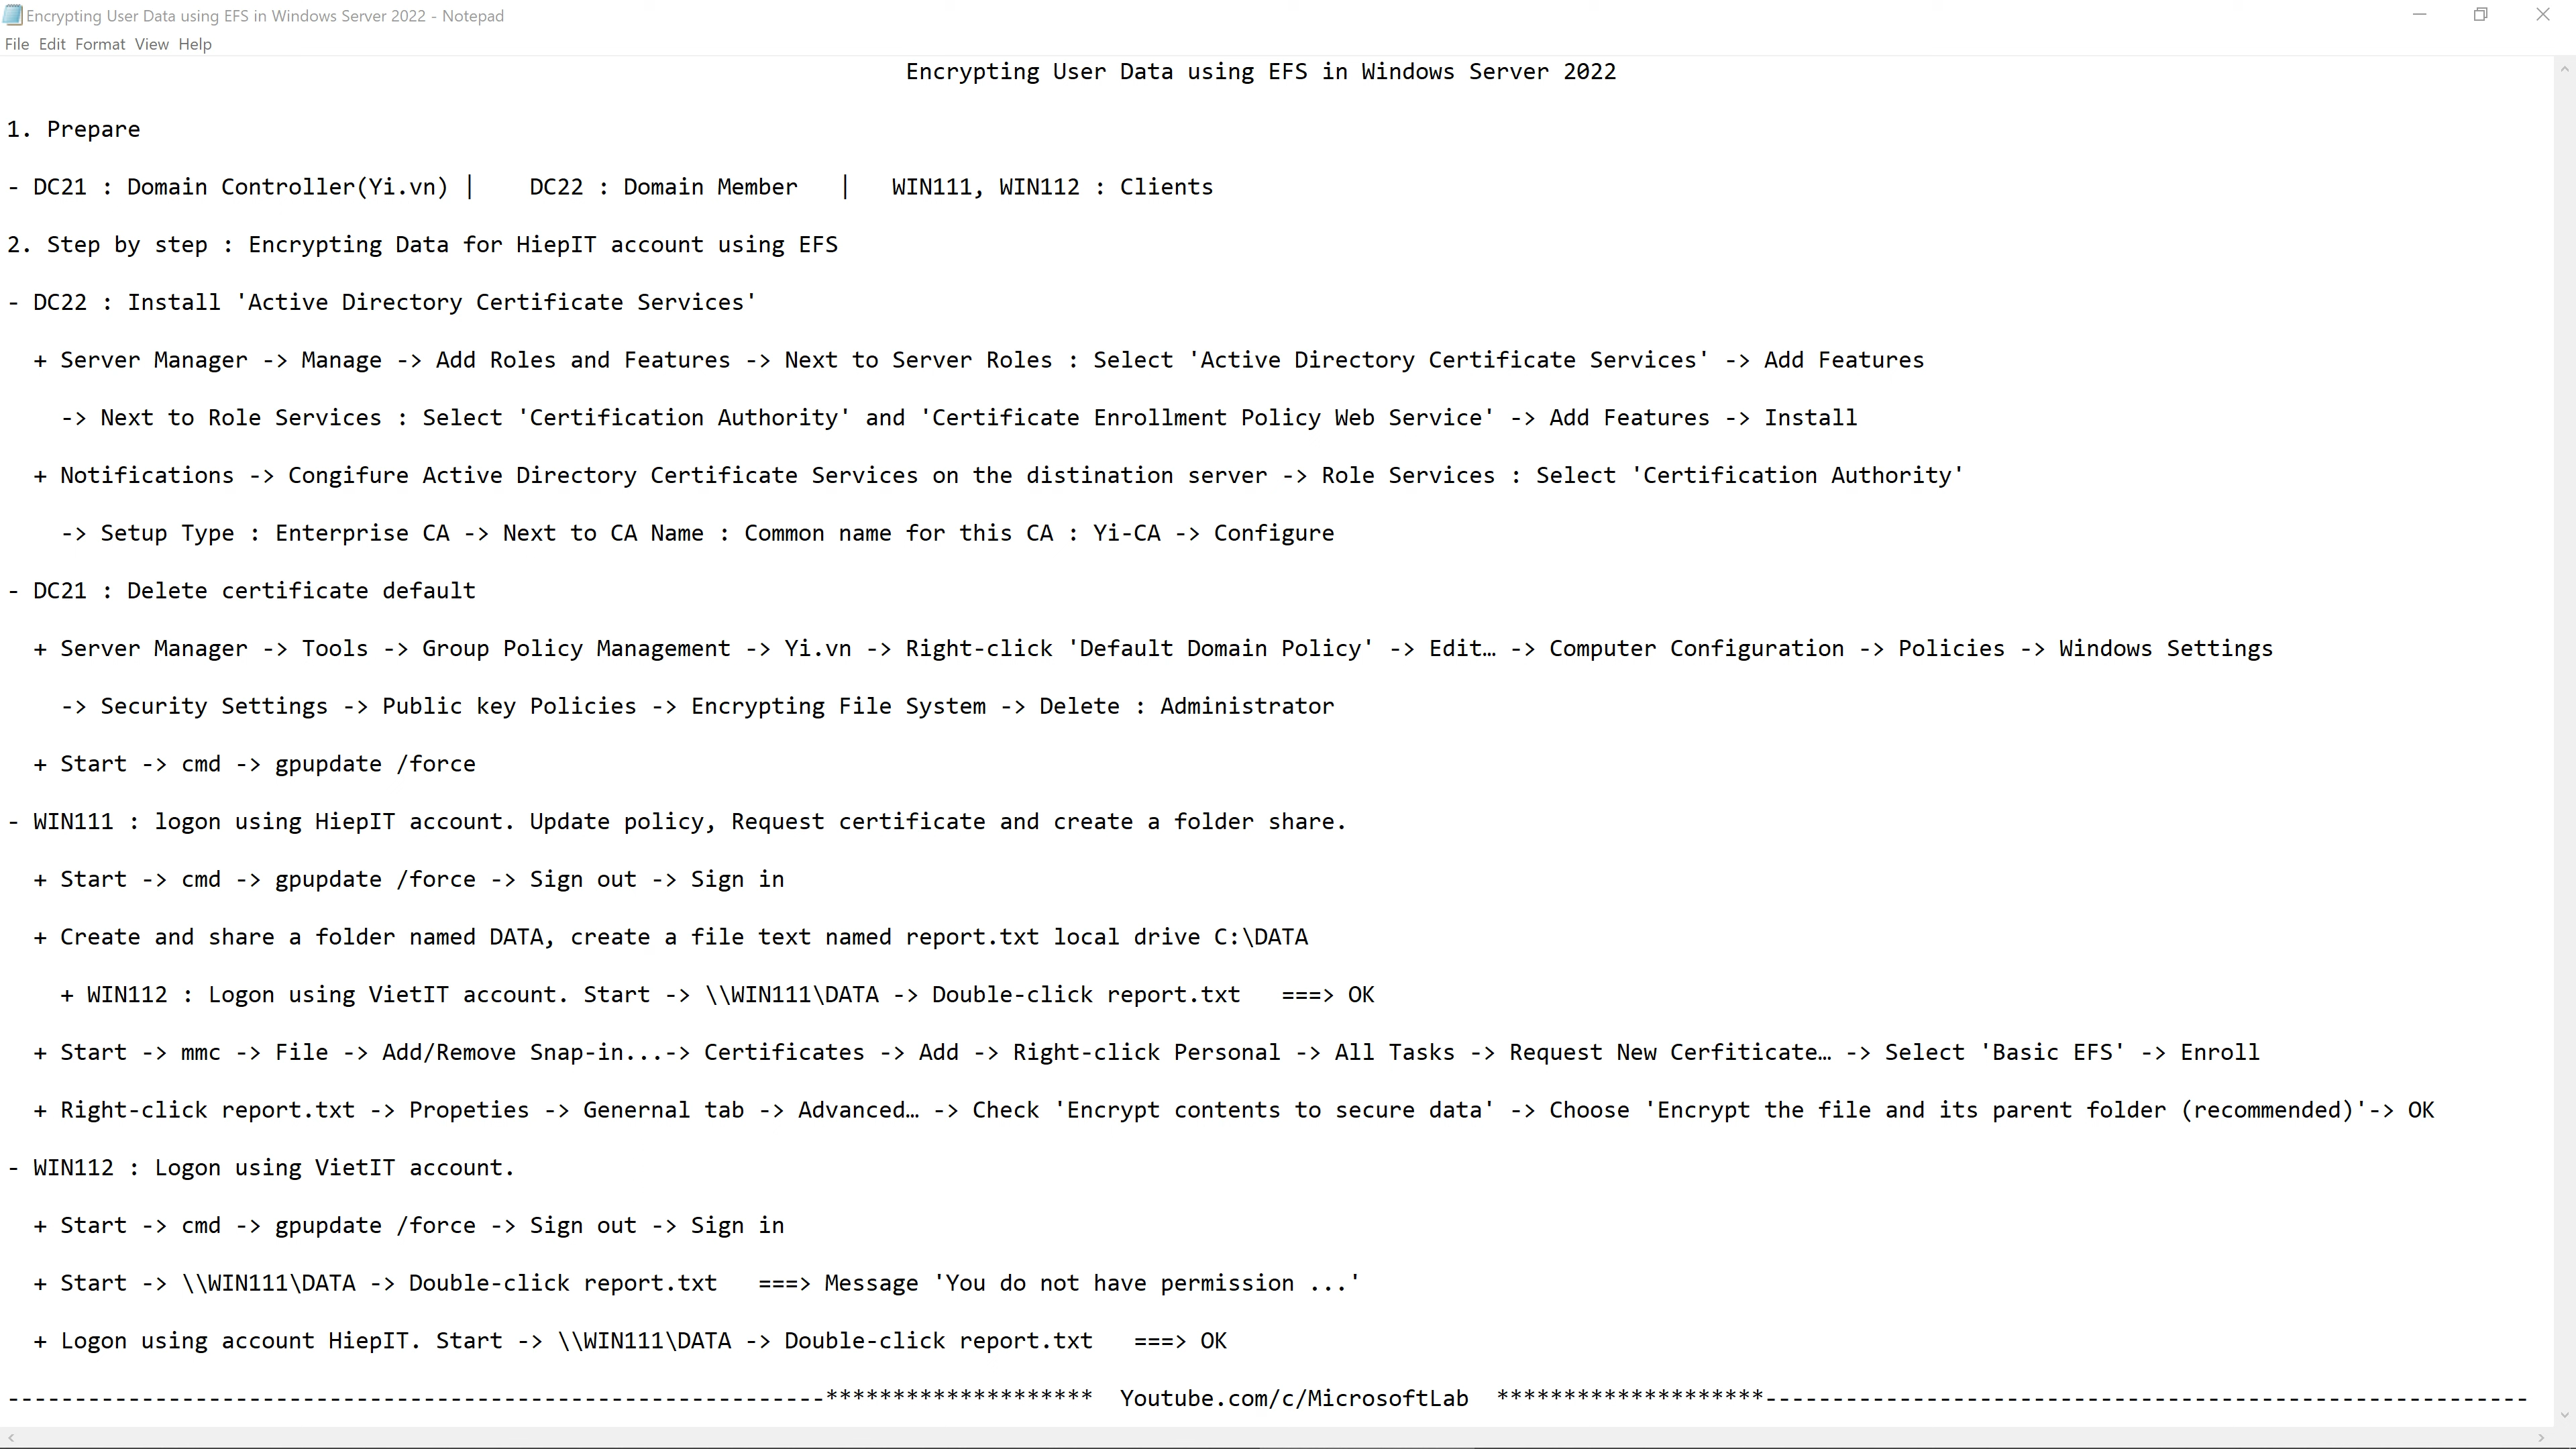 Encrypting User Data using EFS in Windows Server 2022 - Notepad
File Edit Format View Help
Encrypting User Data using EFS in Windows Server 2022
1. Prepare
- DC21 : Domain Controller(Yi.vn) | DC22 : Domain Member | WIN111, WIN112 : Clients
2. Step by step : Encrypting Data for HiepIT account using EFS
- DC22 : Install 'Active Directory Certificate Services'
+ Server Manager -> Manage -> Add Roles and Features -> Next to Server Roles : Select 'Active Directory Certificate Services' -> Add Features
-> Next to Role Services : Select 'Certification Authority' and 'Certificate Enrollment Policy Web Service' -> Add Features -> Install
+ Notifications -> Congifure Active Directory Certificate Services on the distination server -> Role Services : Select 'Certification Authority'
-> Setup Type : Enterprise CA -> Next to CA Name : Common name for this CA : Yi-CA -> Configure
- DC21 : Delete certificate default
+ Server Manager -> Tools -> Group Policy Management -> Yi.vn -> Right-click 'Default Domain Policy' -> Edit… -> Computer Configuration -> Policies -> Windows Settings
-> Security Settings -> Public key Policies -> Encrypting File System -> Delete : Administrator
+ Start -> cmd -> gpupdate /force
- WIN111 : logon using HiepIT account. Update policy, Request certificate and create a folder share.
+ Start -> cmd -> gpupdate /force -> Sign out -> Sign in
+ Create and share a folder named DATA, create a file text named report.txt local drive C:\DATA
+ WIN112 : Logon using VietIT account. Start -> \\WIN111\DATA -> Double-click report.txt ===> OK
+ Start -> mmc -> File -> Add/Remove Snap-in...-> Certificates -> Add -> Right-click Personal -> All Tasks -> Request New Cerfiticate… -> Select 'Basic EFS' -> Enroll
+ Right-click report.txt -> Propeties -> Genernal tab -> Advanced… -> Check 'Encrypt contents to secure data' -> Choose 'Encrypt the file and its parent folder (recommended)'-> OK
- WIN112 : Logon using VietIT account.
+ Start -> cmd -> gpupdate /force -> Sign out -> Sign in
+ Start -> \\WIN111\DATA -> Double-click report.txt ===> Message 'You do not have permission ...'
+ Logon using account HiepIT. Start -> \\WIN111\DATA -> Double-click report.txt ===> OK
-------------------------------------------------------------******************** Youtube.com/c/MicrosoftLab ********************---------------------------------------------------------